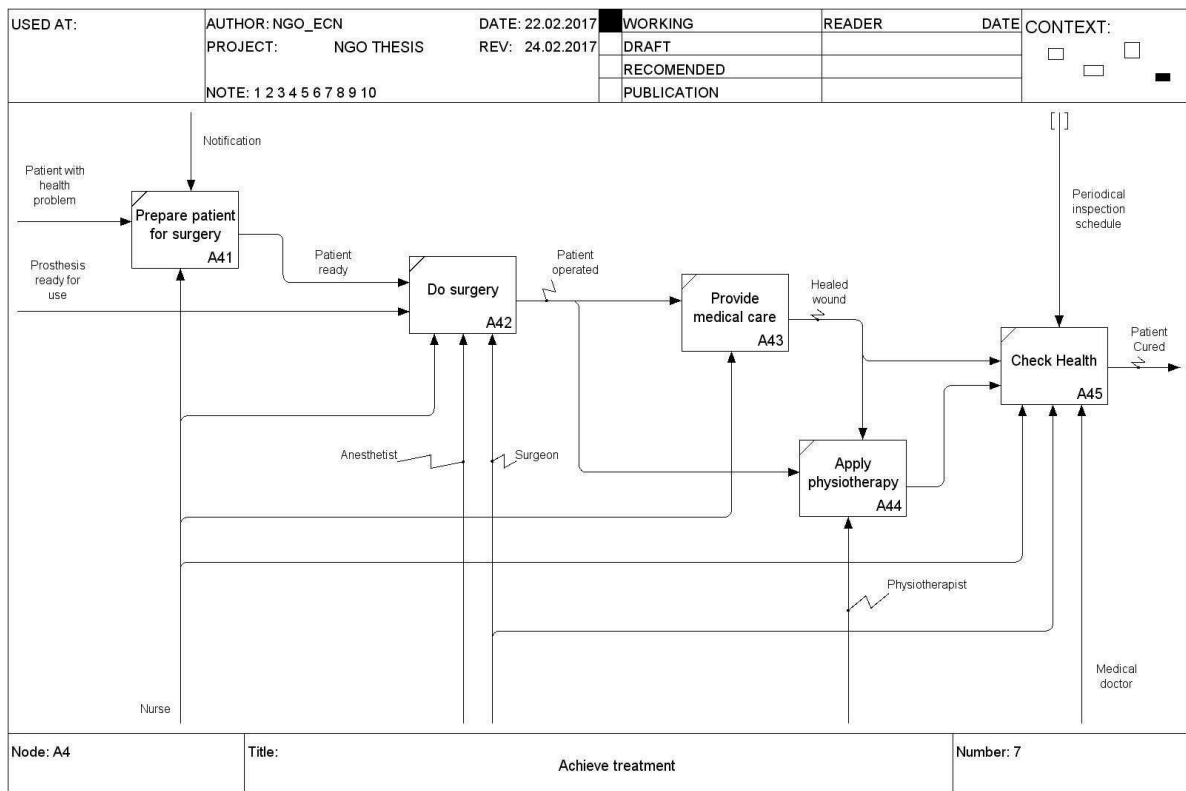 USED AT:
AUTHOR: NGO_ECN
DATE: 22.02.2017
WORKING
READER
DATE
CONTEXT:
PROJECT: NGO THESIS
REV: 24.02.2017
DRAFT
RECOMENDED
NOTE: 1 2 3 4 5 6 7 8 9 10
PUBLICATION
Notification
[ ]
Patient with
health
problem
Prepare patient
for surgery
A41
Periodical
inspection
schedule
Prosthesis
ready for
use
Patient
ready
Do surgery
A42
Patient
operated
Provide
medical care
A43
Healed
wound
Check Health
A45
Patient
Cured
Anesthetist
Surgeon
Apply
physiotherapy
A44
Physiotherapist
Medical
doctor
Nurse
Node: A4
Title:
Achieve treatment
Number: 7